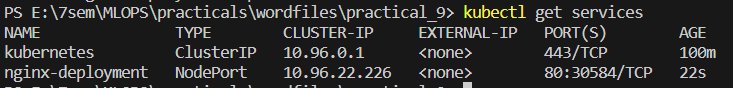 PS E:\7sem\MLOPS\practicals\wordfiles\practical_9> kubectl get services
NAME TYPE CLUSTER-IP EXTERNAL-IP PORT(S) AGE
kubernetes ClusterIP 10.96.0.1 <none> 443/TCP 100m
nginx-deployment NodePort 10.96.22.226 <none> 80:30584/TCP 22s